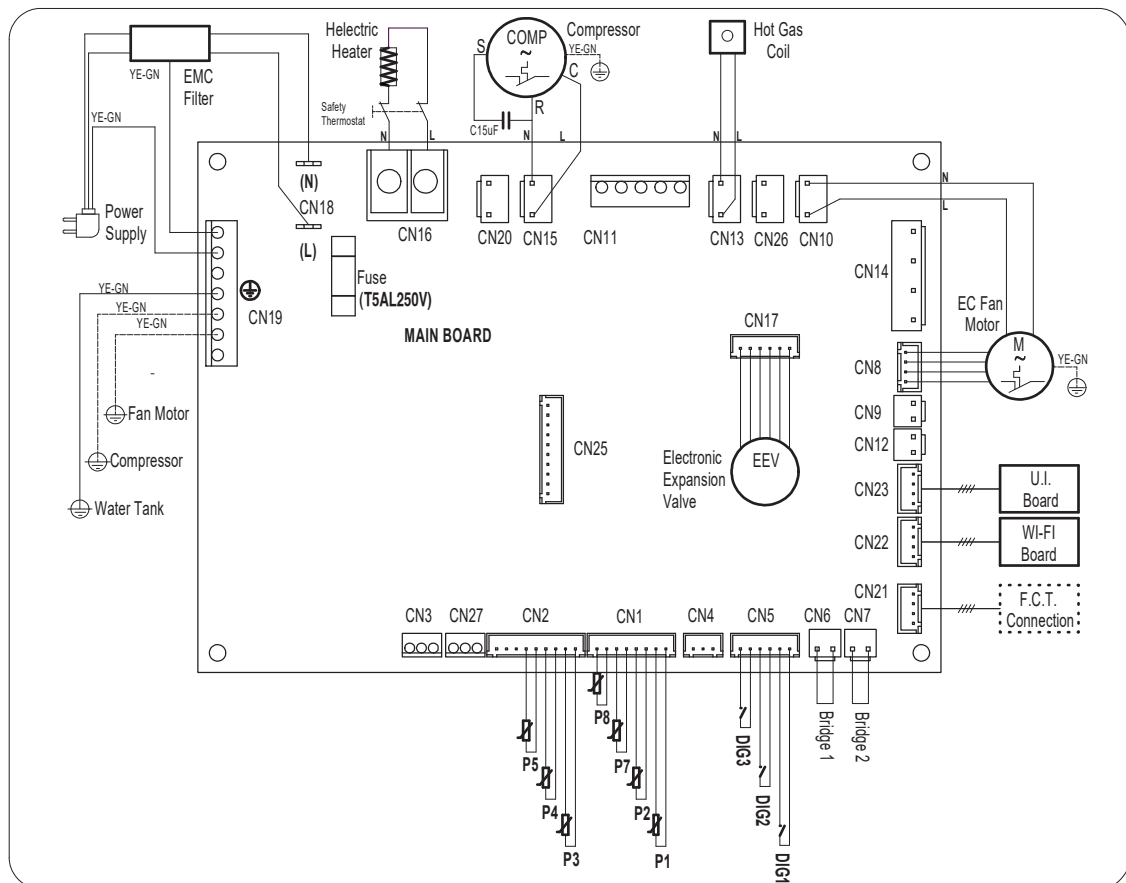 Helectric
Heater
COMP
~
Compressor
S
YE-GN
C
R
Hot Gas
Coil
EMC
Filter
YE-GN
YE-GN
Safety
Thermostat
N
L
C15uF
N
L
N
L
N
L
Power
Supply
(N)
CN18
(L)
CN16
CN20
CN15
CN11
CN13
CN26
CN10
Fuse
(T5AL250V)
CN19
YE-GN
YE-GN
YE-GN
-
Fan Motor
Compressor
Water Tank
MAIN BOARD
CN14
EC Fan
Motor
M
~
YE-GN
CN17
CN8
CN9
CN12
CN25
Electronic
Expansion
Valve
EEV
CN23
U.I.
Board
CN22
WI-FI
Board
CN21
F.C.T.
Connection
CN3
CN27
CN2
CN1
CN4
CN5
CN6
CN7
P8
P5
P7
P4
P2
P3
P1
DIG3
DIG2
DIG1
Bridge 1
Bridge 2